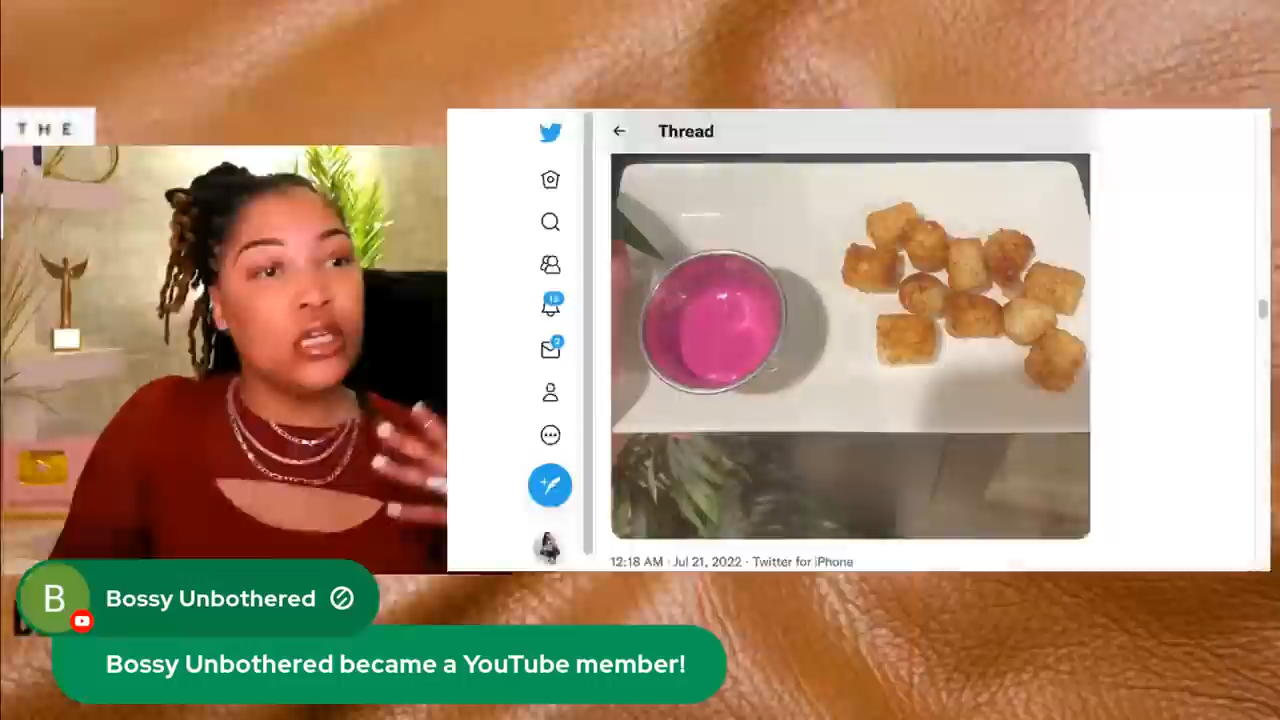 THE
Thread
15
2
12:18 AM · Jul 21, 2022 · Twitter for iPhone
B
Bossy Unbothered
Bossy Unbothered became a YouTube member!